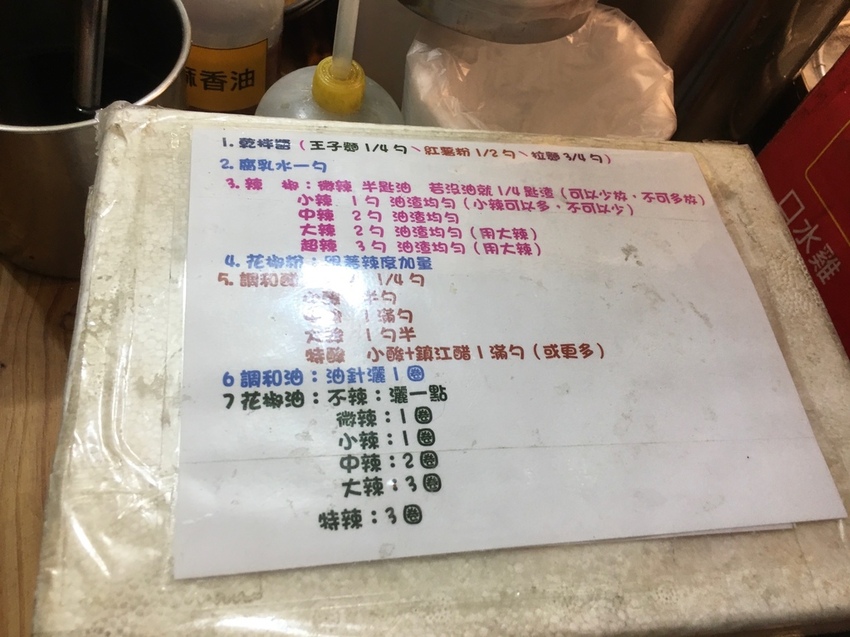 麻香油
1. 乾拌醬（王子麵 1/4 勺、紅薯粉 1/2 勺、拉麵 3/4 勺）
2. 腐乳水一勺
3. 辣 椒：微辣 半匙油 若沒油就 1/4 匙渣（可以少放，不可多放）
小辣 1 勺 油渣均勻（小辣可以多，不可以少）
中辣 2 勺 油渣均勻
大辣 2 勺 油渣均勻（用大辣）
超辣 3 勺 油渣均勻（用大辣）
4. 花椒粉：跟著辣度加量
5. 調和醋 1/4 勺
半勺
1 滿勺
大酸 1 勺半
特酸 小酸+鎮江醋 1 滿勺（或更多）
6 調和油：油針灑 1 圈
7 花椒油：不辣：灑一點
微辣：1 圈
小辣：1 圈
中辣：2 圈
大辣：3 圈
特辣：3 圈
口水雞